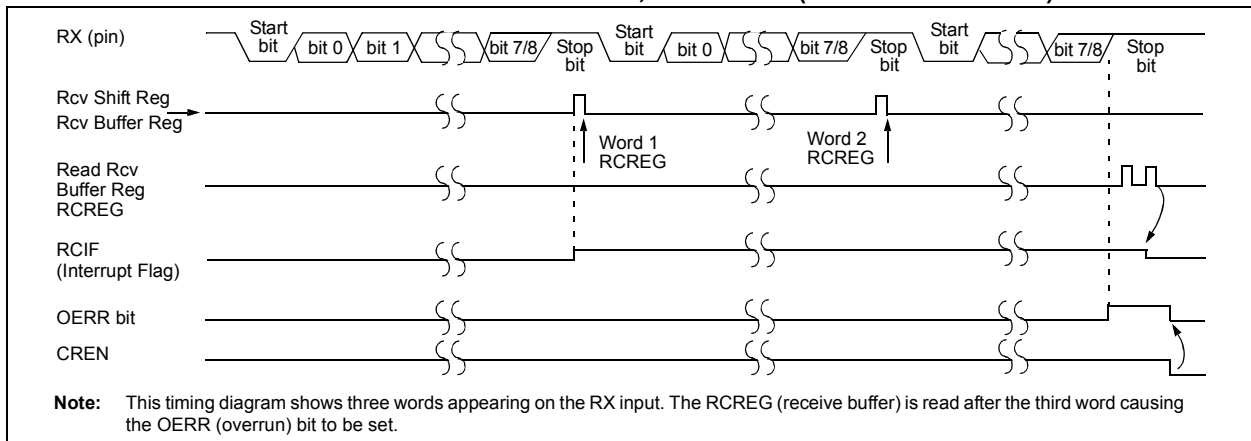 RX (pin)
Start
bit
bit 0
bit 1
bit 7/8
Stop
bit
Start
bit
bit 0
bit 7/8
Stop
bit
Start
bit
bit 7/8
Stop
bit
Rcv Shift Reg
Rcv Buffer Reg
Word 1
RCREG
Word 2
RCREG
Read Rcv
Buffer Reg
RCREG
RCIF
(Interrupt Flag)
OERR bit
CREN
Note: This timing diagram shows three words appearing on the RX input. The RCREG (receive buffer) is read after the third word causing
the OERR (overrun) bit to be set.